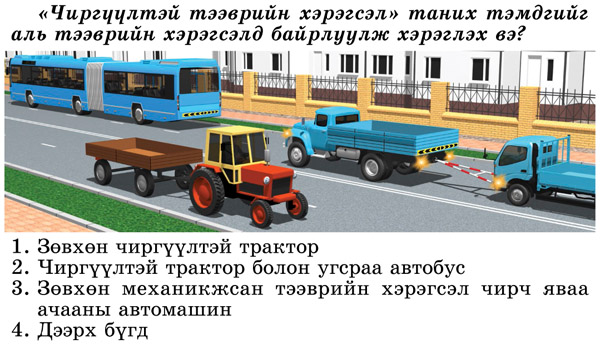 «Чиргүүлтэй тээврийн хэрэгсэл» таних тэмдгийг
аль тээврийн хэрэгсэлд байрлуулж хэрэглэх вэ?
1. Зөвхөн чиргүүлтэй трактор
2. Чиргүүлтэй трактор болон угсраа автобус
3. Зөвхөн механикжсан тээврийн хэрэгсэл чирч яваа
ачааны автомашин
4. Дээрх бүгд